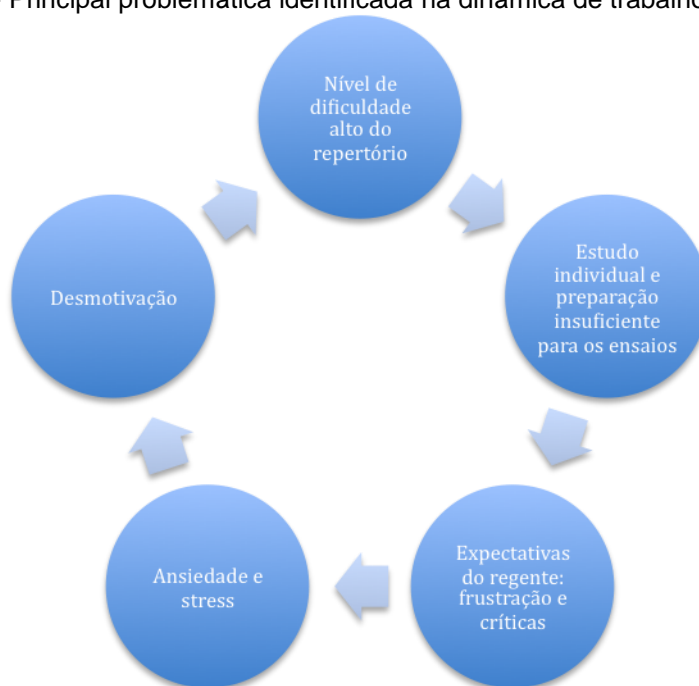 Principal problemática identificada na dinâmica de trabalho
Nível de
dificuldade
alto do
repertório
Estudo
individual e
preparação
insuficiente
para os ensaios
Expectativas
do regente:
frustração e
críticas
Ansiedade e
stress
Desmotivação